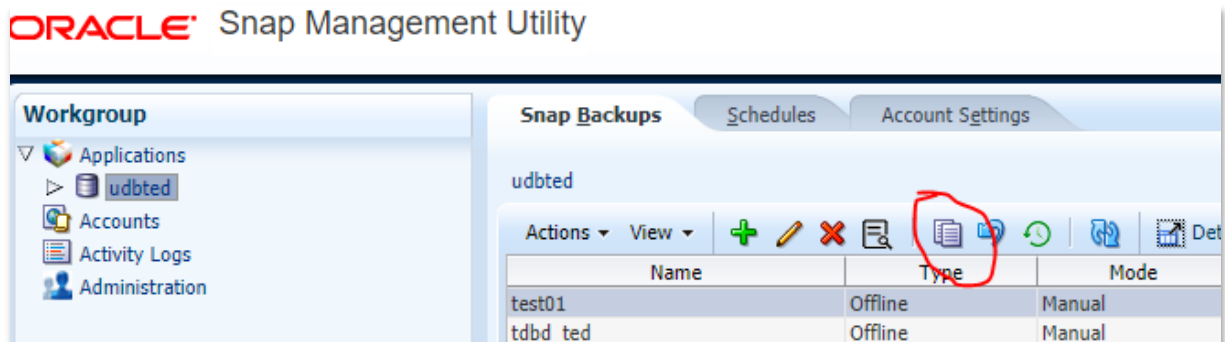 ORACLE Snap Management Utility
Workgroup
Applications
udbted
Accounts
Activity Logs
Administration
Snap Backups Schedules Account Settings
udbted
Actions View Det
Name Type Mode
test01 Offline Manual
tdbd_ted Offline Manual